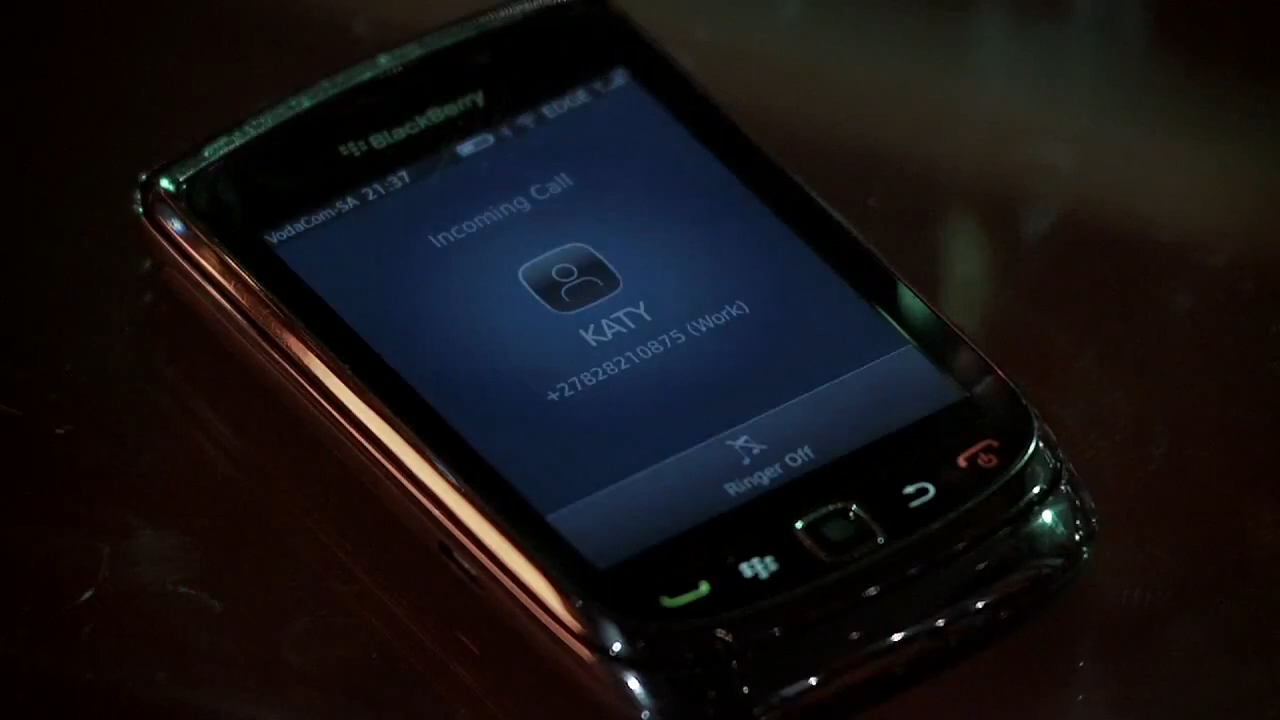 BlackBerry
VodaCom-SA 21:37
EDGE
Incoming Call
KATY
+27828210875 (Work)
Ringer Off